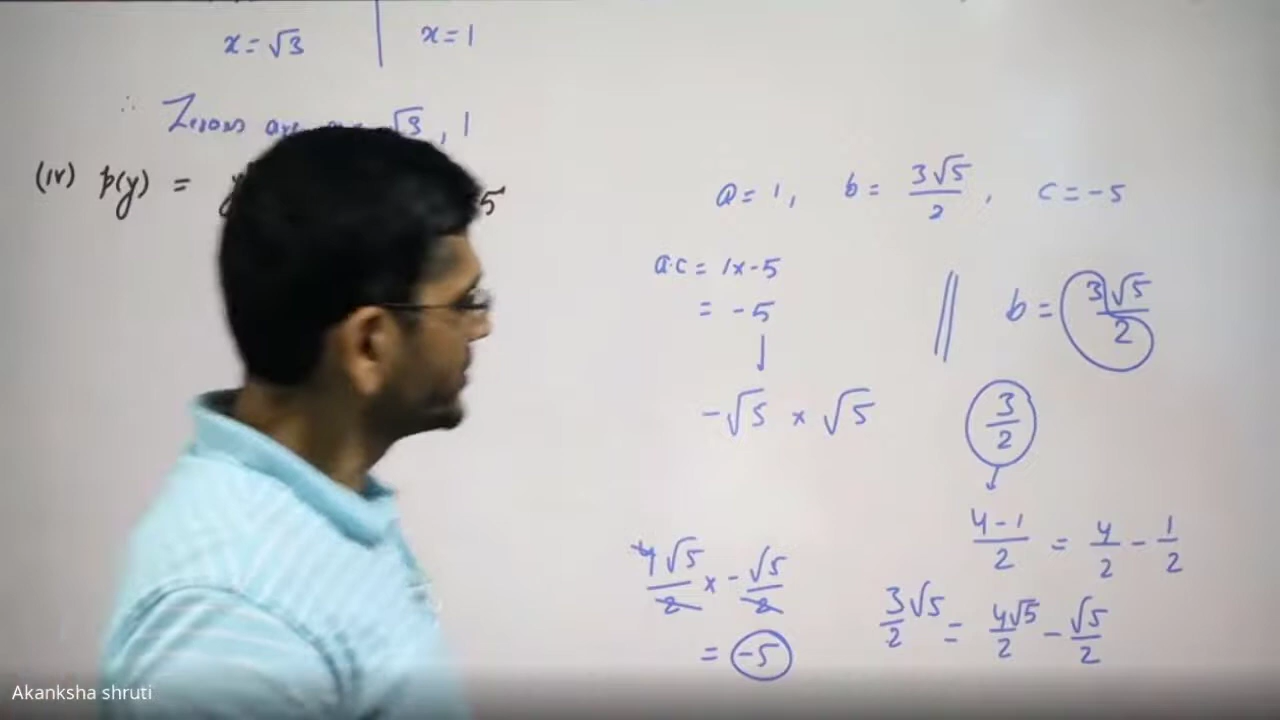 x = √3 | x = 1
∴ Zeroes are √3, 1
(iv) p(y) = 5
a = 1, b = 3√5/2, c = -5
a·c = 1x-5
= -5
↓
-√5 x √5
|| b = 3√5/2
3/2
↓
4-1/2 = 4/2 - 1/2
3/2 √5 = 4√5/2 - √5/2
4√5/2 x -√5/2
= -5
Akanksha shruti